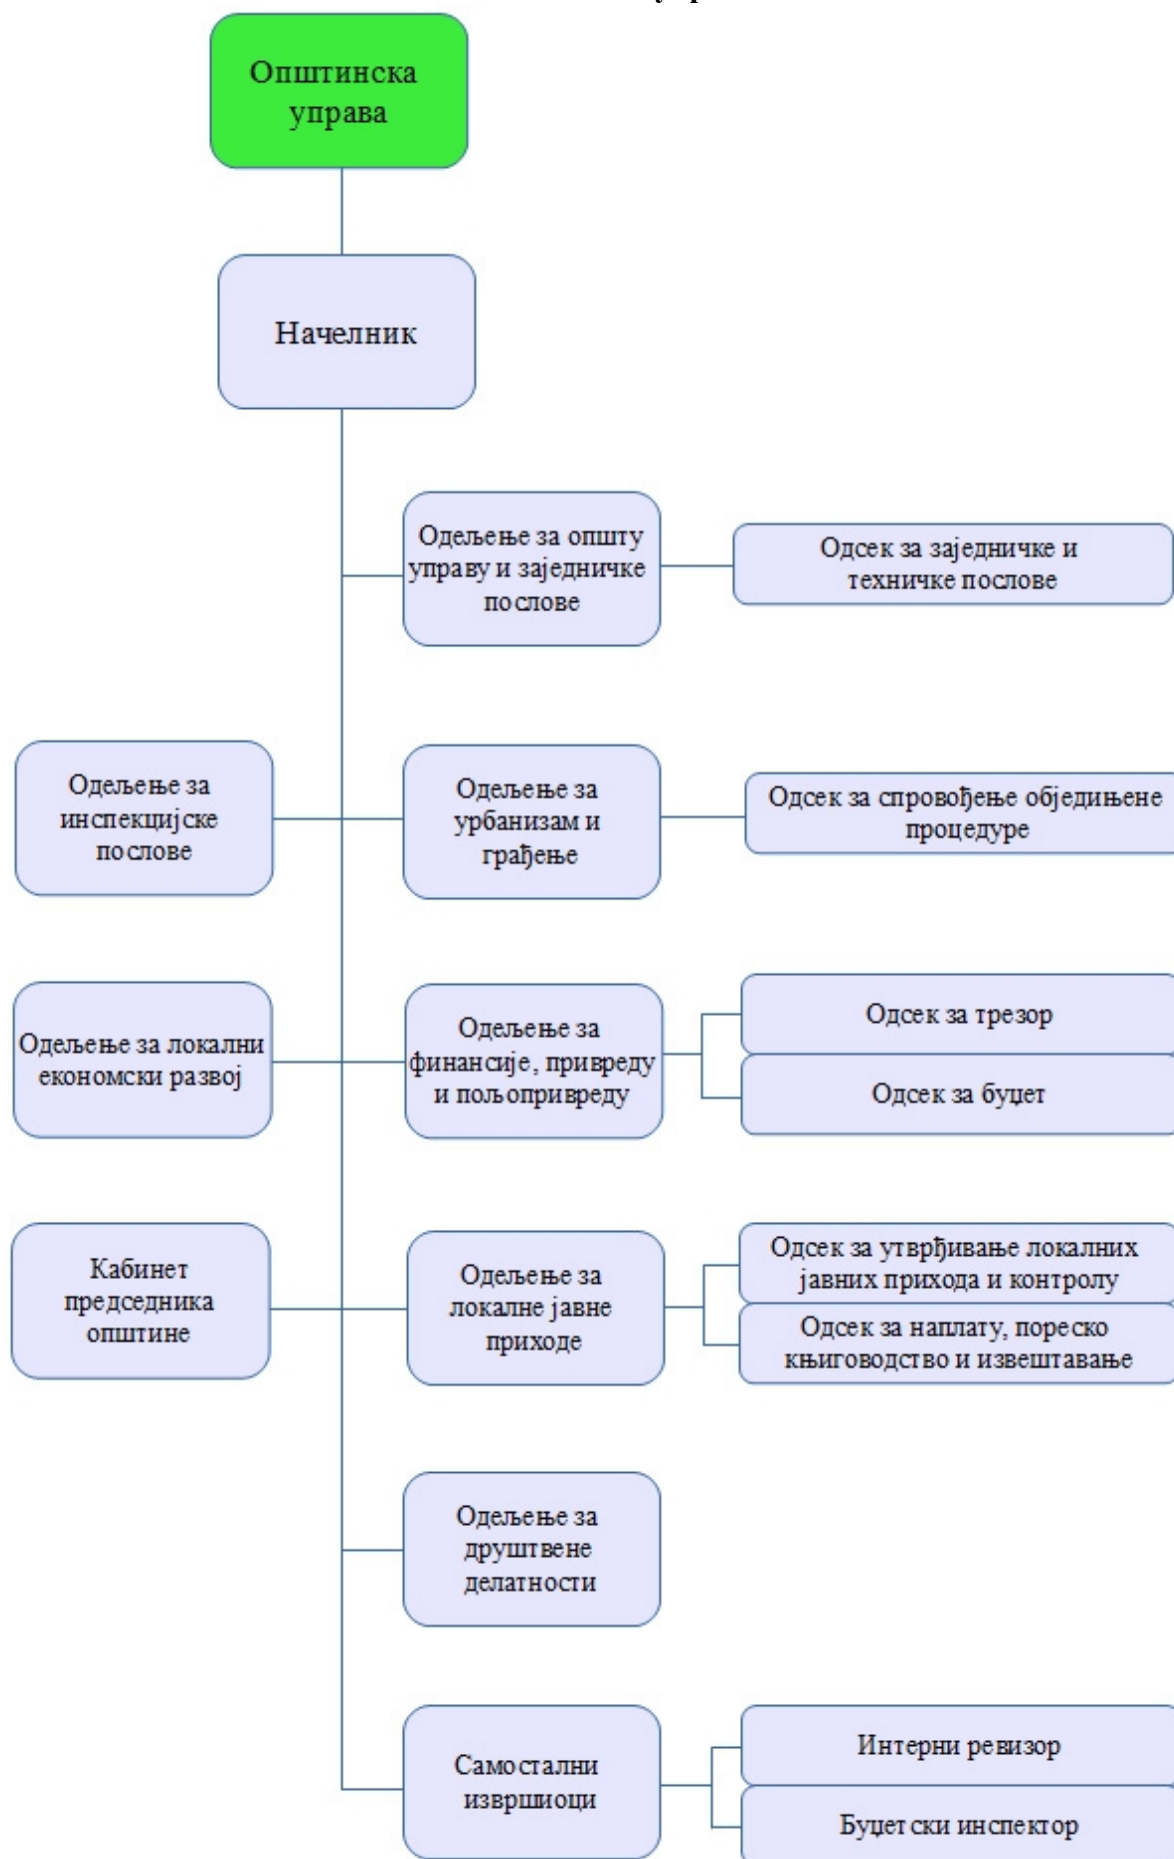 Општинска
управа
Начелник
Одељење за општу
управу и заједничке
послове
Одсек за заједничке и
техничке послове
Одељење за
инспекцијске
послове
Одељење за
урбанизам и
грађење
Одсек за спровођење обједињене
процедуре
Одељење за локални
економски развој
Одељење за
финансије, привреду
и пољопривреду
Одсек за трезор
Одсек за буџет
Кабинет
председника
општине
Одељење за
локалне јавне
приходе
Одсек за утврђивање локалних
јавних прихода и контролу
Одсек за наплату, пореско
књиговодство и извештавање
Одељење за
друштвене
делатности
Самостални
извршиоци
Интерни ревизор
Буџетски инспектор